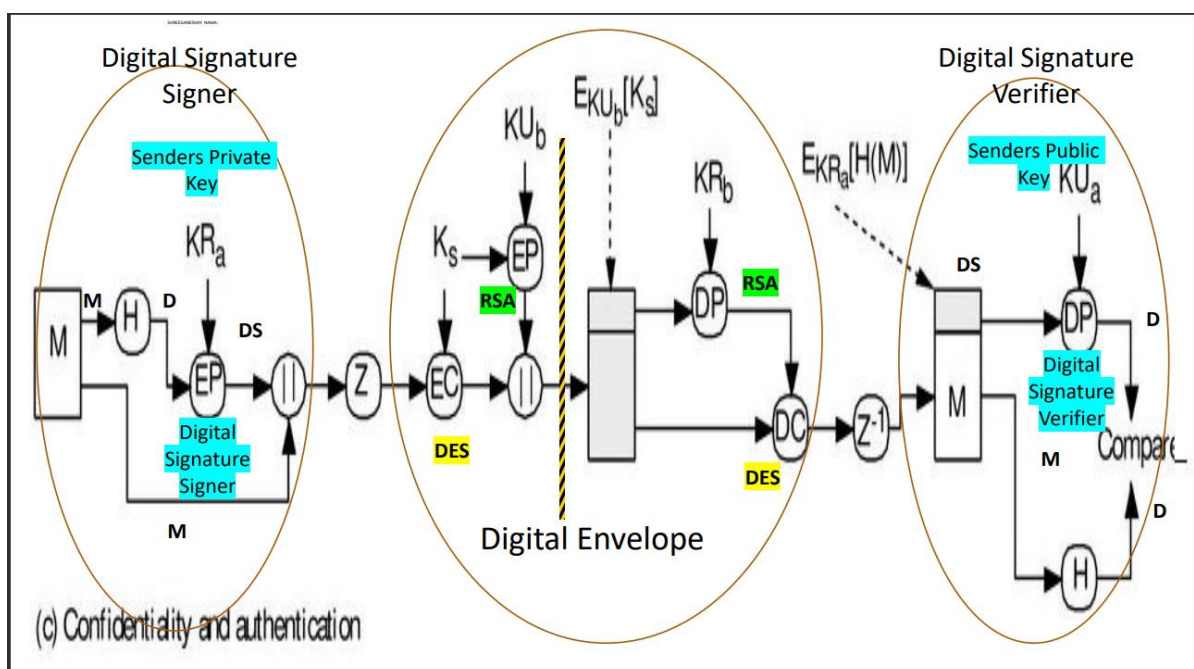 SHREEGANESHAY NAMAH
Digital Signature
Signer
Senders Private
Key
KRa
M
M
H
D
EP
DS
||
Digital
Signature
Signer
M
Z
KUb
Ks
EP
RSA
EC
DES
||
EKUb[Ks]
KRb
DP
RSA
DC
DES
Digital Envelope
Z-1
EKRa[H(M)]
Digital Signature
Verifier
Senders Public
Key
KUa
DS
M
DP
D
Digital
Signature
Verifier
M
Compare
D
H
(c) Confidentiality and authentication